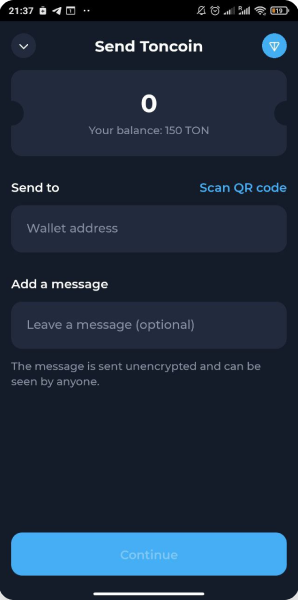 21:37
19
Send Toncoin
0
Your balance: 150 TON
Send to
Scan QR code
Wallet address
Add a message
Leave a message (optional)
The message is sent unencrypted and can be
seen by anyone.
Continue